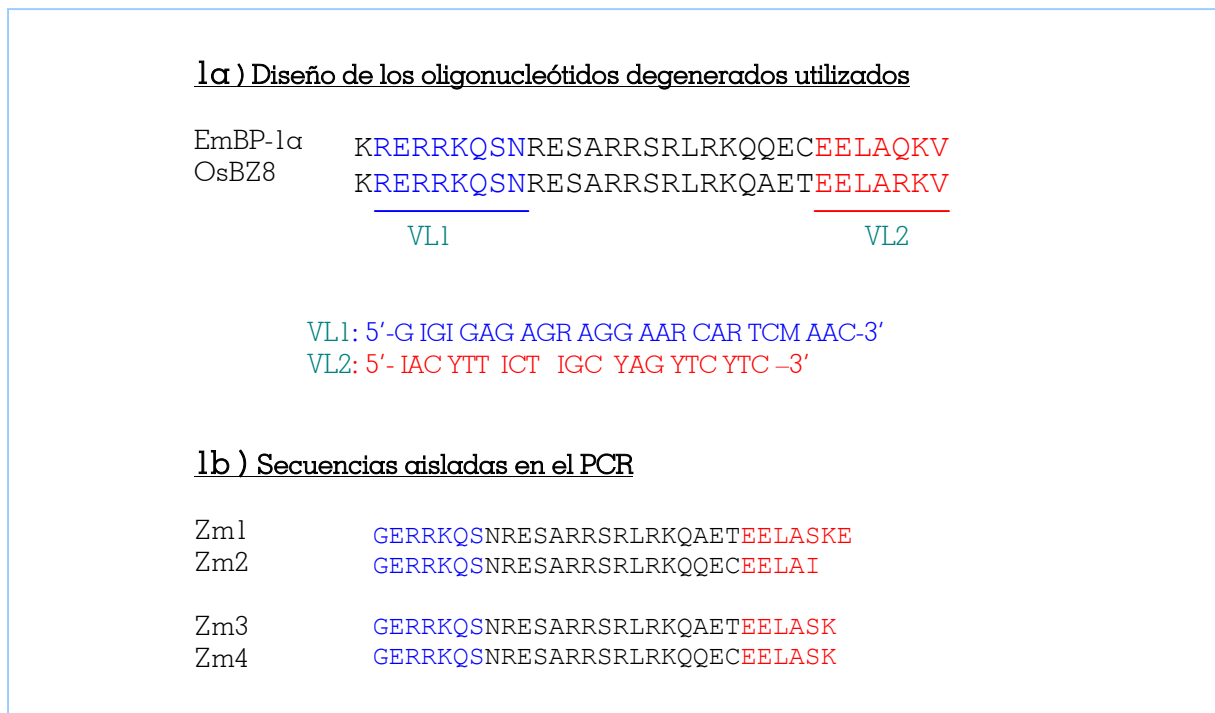 1a ) Diseño de los oligonucleótidos degenerados utilizados
EmBP-1a KRERRKQSNRESARRSRLRKQQECEELAQKV
OsBZ8 KRERRKQSNRESARRSRLRKQAETEELARKV
VL1 VL2
VL1: 5'-G IGI GAG AGR AGG AAR CAR TCM AAC-3'
VL2: 5'- IAC YTT ICT IGC YAG YTC YTC –3'
1b ) Secuencias aisladas en el PCR
Zm1 GERRKQSNRESARRSRLRKQAETEELASKE
Zm2 GERRKQSNRESARRSRLRKQQECEELAI
Zm3 GERRKQSNRESARRSRLRKQAETEELASK
Zm4 GERRKQSNRESARRSRLRKQQECEELASK